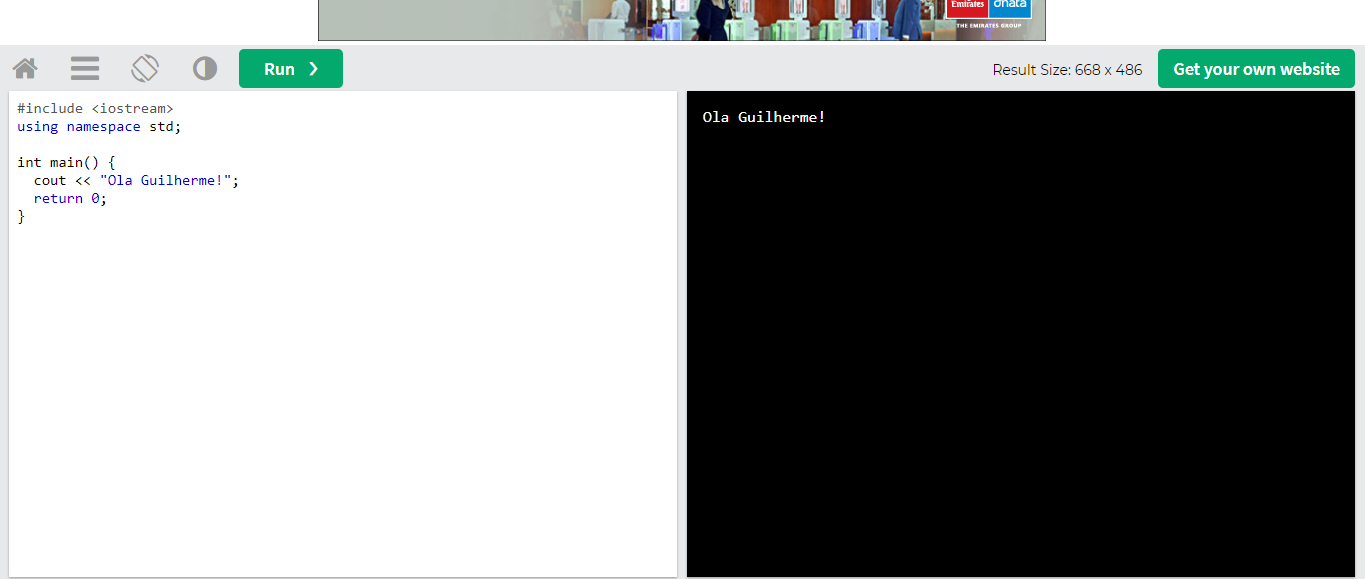 Emirates dnata
THE EMIRATES GROUP
Run ❯
Result Size: 668 x 486
Get your own website
#include <iostream>
using namespace std;

int main() {
  cout << "Ola Guilherme!";
  return 0;
}
Ola Guilherme!